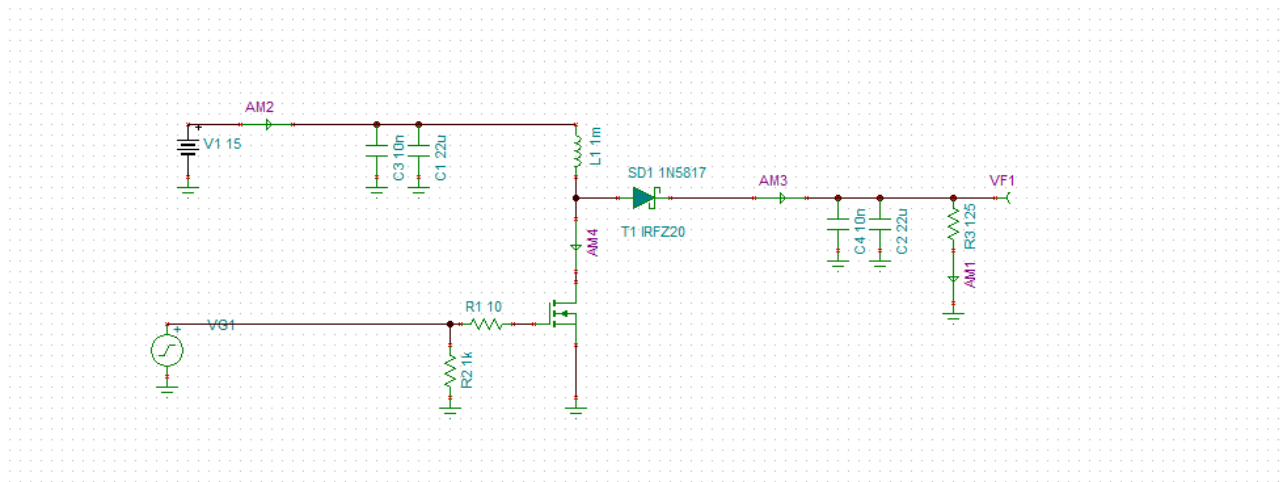 AM2
V1 15
C3 10n
C1 22u
L1 1m
SD1 1N5817
AM3
VF1
T1 IRFZ20
AM4
C4 10n
C2 22u
R3 125
AM1
R1 10
VG1
R2 1k